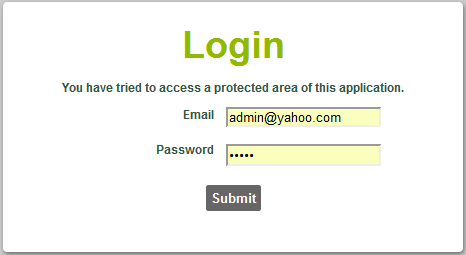 Login
You have tried to access a protected area of this application.
Email admin@yahoo.com
Password •••••
Submit